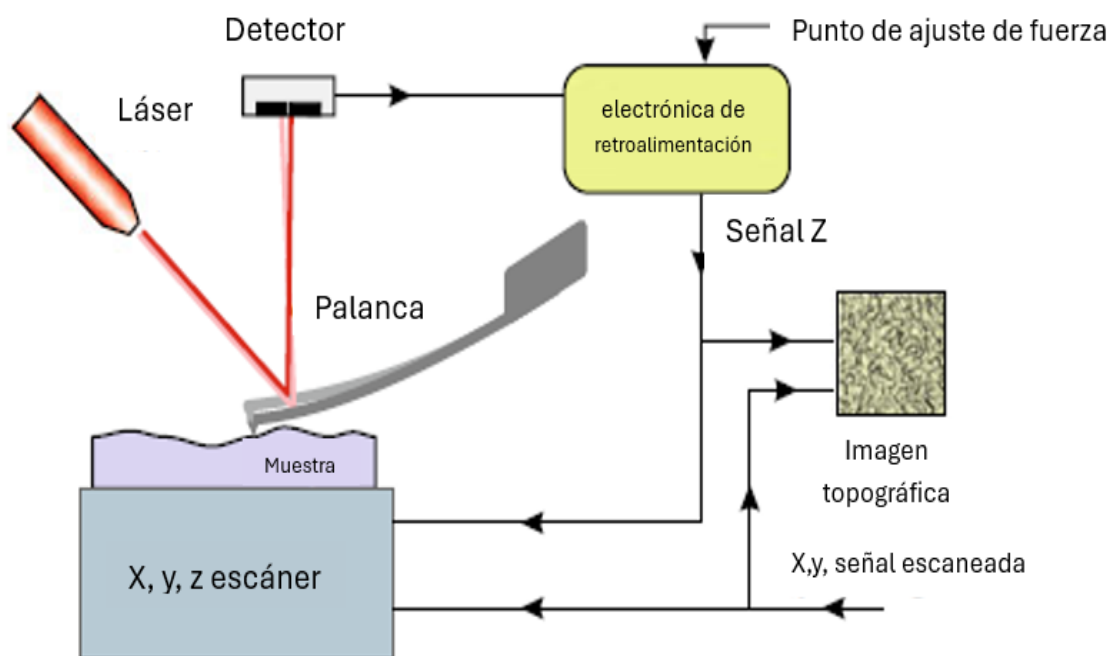 Detector
Punto de ajuste de fuerza
Láser
electrónica de
retroalimentación
Señal Z
Palanca
Muestra
Imagen
topográfica
X, y, z escáner
X,y, señal escaneada